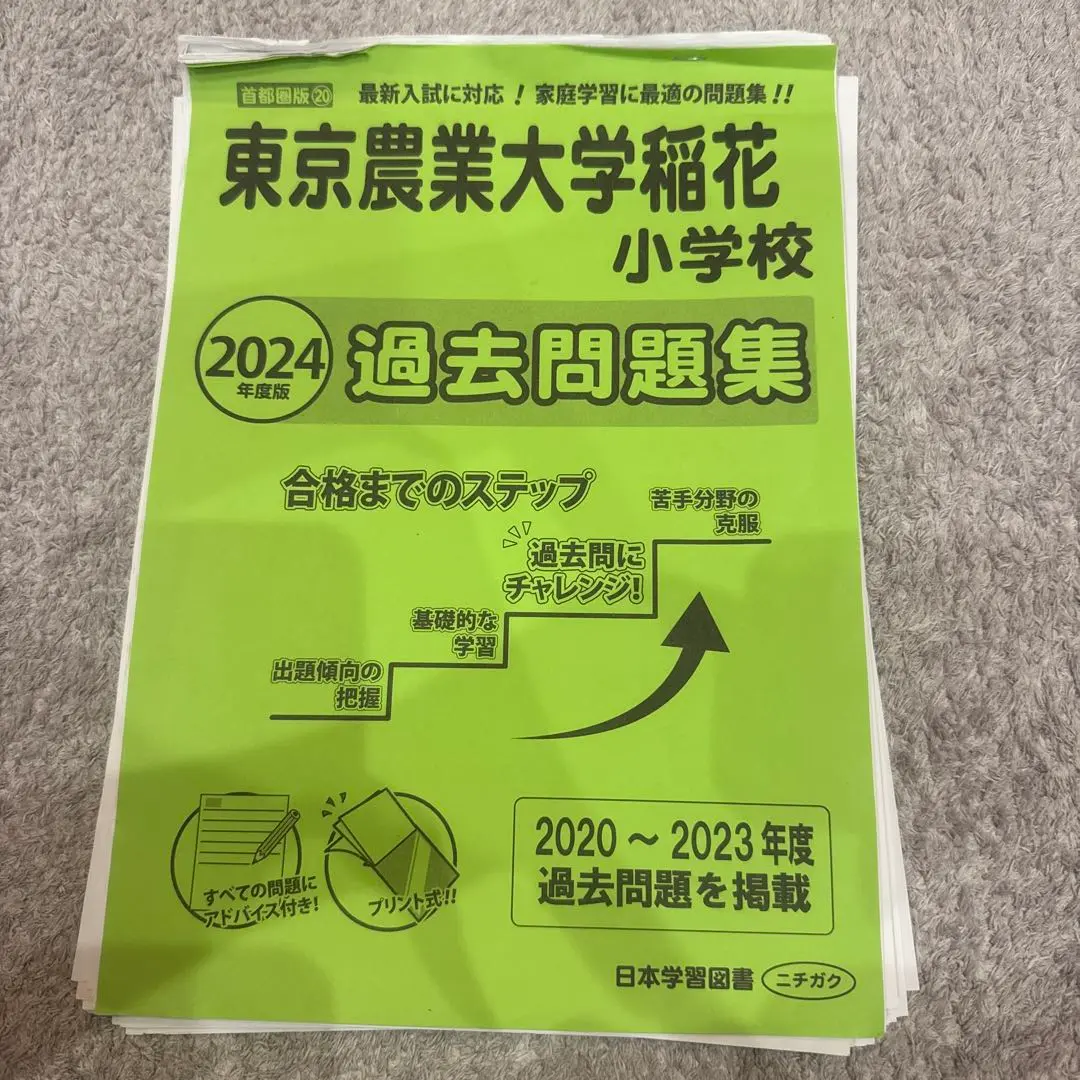 首都圏版⑳ 最新入試に対応！ 家庭学習に最適の問題集！！
東京農業大学稲花
小学校
2024
年度版
過去問題集
合格までのステップ
苦手分野の
克服
過去問に
チャレンジ！
基礎的な
学習
出題傾向の
把握
すべての問題に
アドバイス付き！
プリント式！！
2020 ～ 2023 年度
過去問題を掲載
日本学習図書 ニチガク